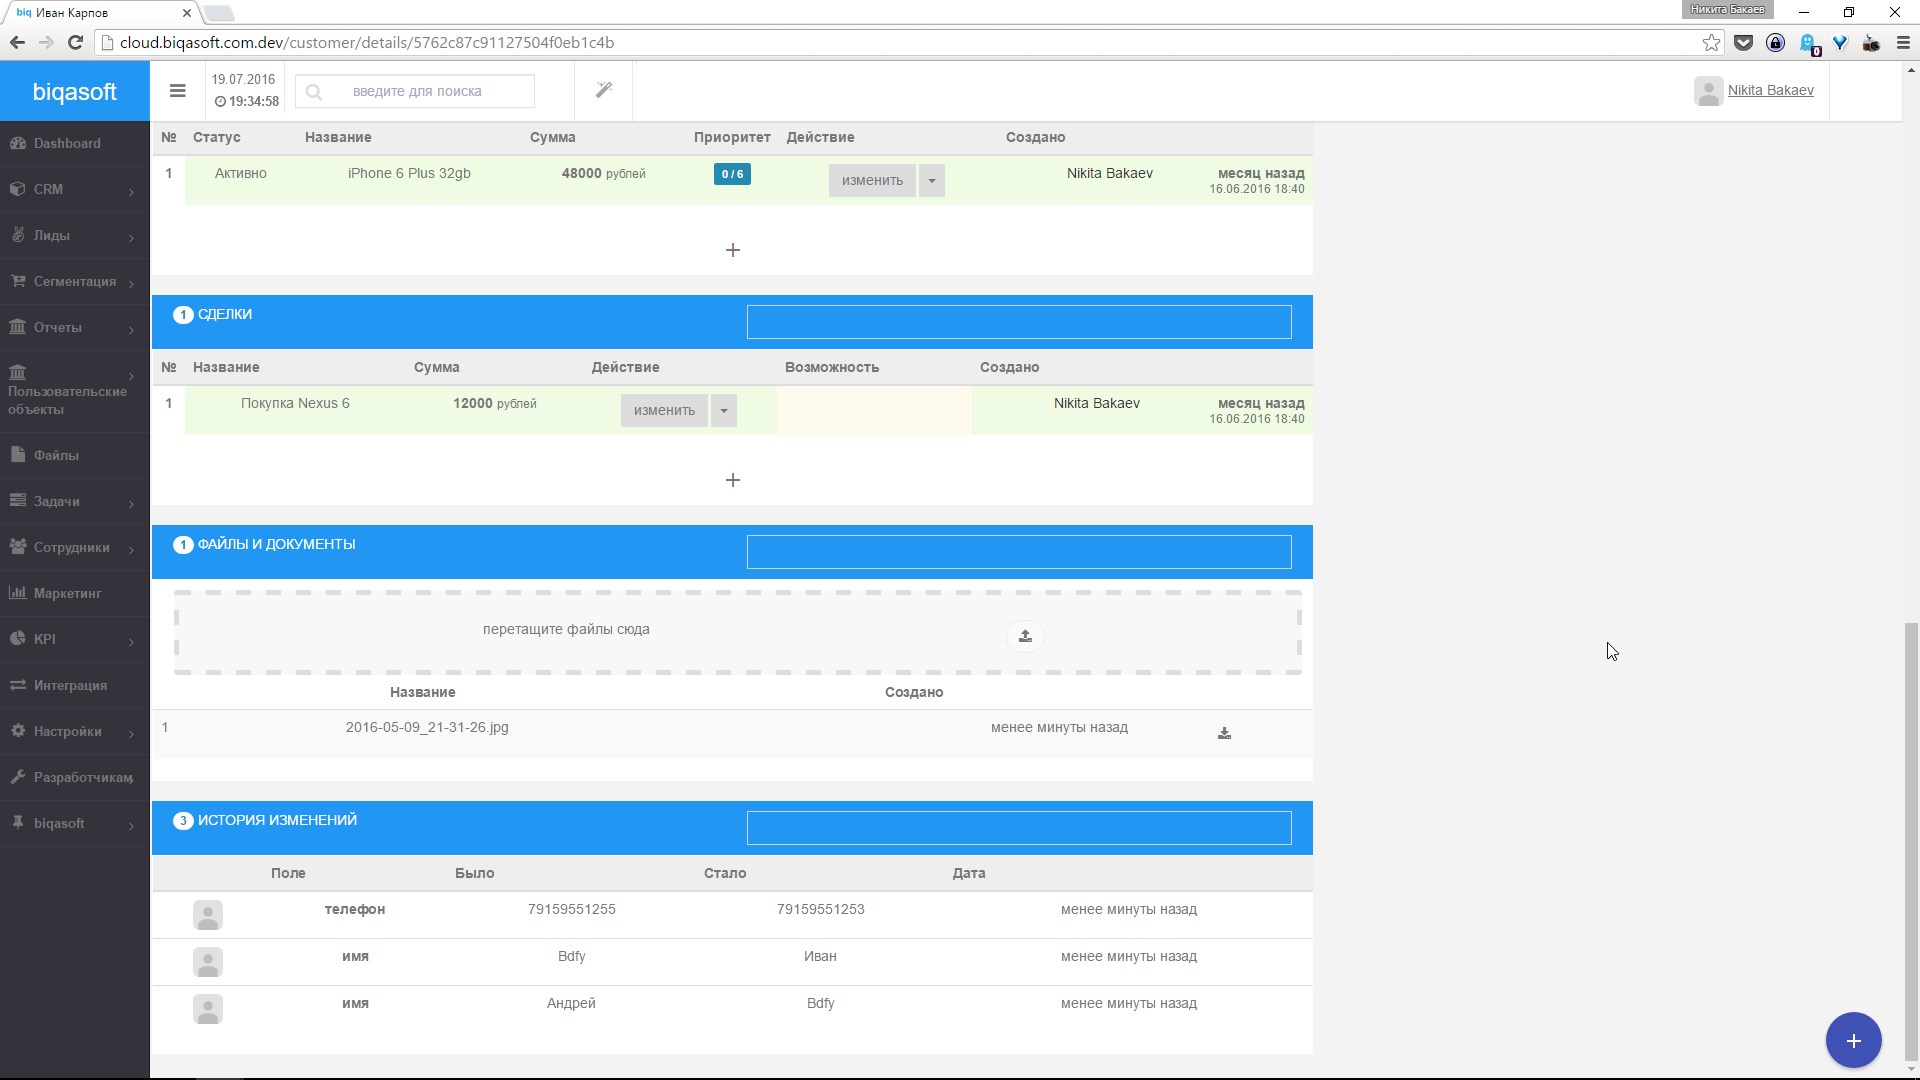 biq Иван Карпов
Никита Бакаев
cloud.biqasoft.com.dev/customer/details/5762c87c91127504f0eb1c4b
0
biqasoft
19.07.2016
19:34:58
введите для поиска
Nikita Bakaev
Dashboard
CRM
Лиды
Сегментация
Отчеты
Пользовательские
объекты
Файлы
Задачи
Сотрудники
Маркетинг
KPI
Интеграция
Настройки
Разработчикам
biqasoft
№ Статус Название Сумма Приоритет Действие Создано
1 Активно iPhone 6 Plus 32gb 48000 рублей 0 / 6 изменить Nikita Bakaev месяц назад
16.06.2016 18:40
+
1 СДЕЛКИ
№ Название Сумма Действие Возможность Создано
1 Покупка Nexus 6 12000 рублей изменить Nikita Bakaev месяц назад
16.06.2016 18:40
+
1 ФАЙЛЫ И ДОКУМЕНТЫ
перетащите файлы сюда
Название Создано
1 2016-05-09_21-31-26.jpg менее минуты назад
3 ИСТОРИЯ ИЗМЕНЕНИЙ
Поле Было Стало Дата
телефон 79159551255 79159551253 менее минуты назад
имя Bdfy Иван менее минуты назад
имя Андрей Bdfy менее минуты назад
+